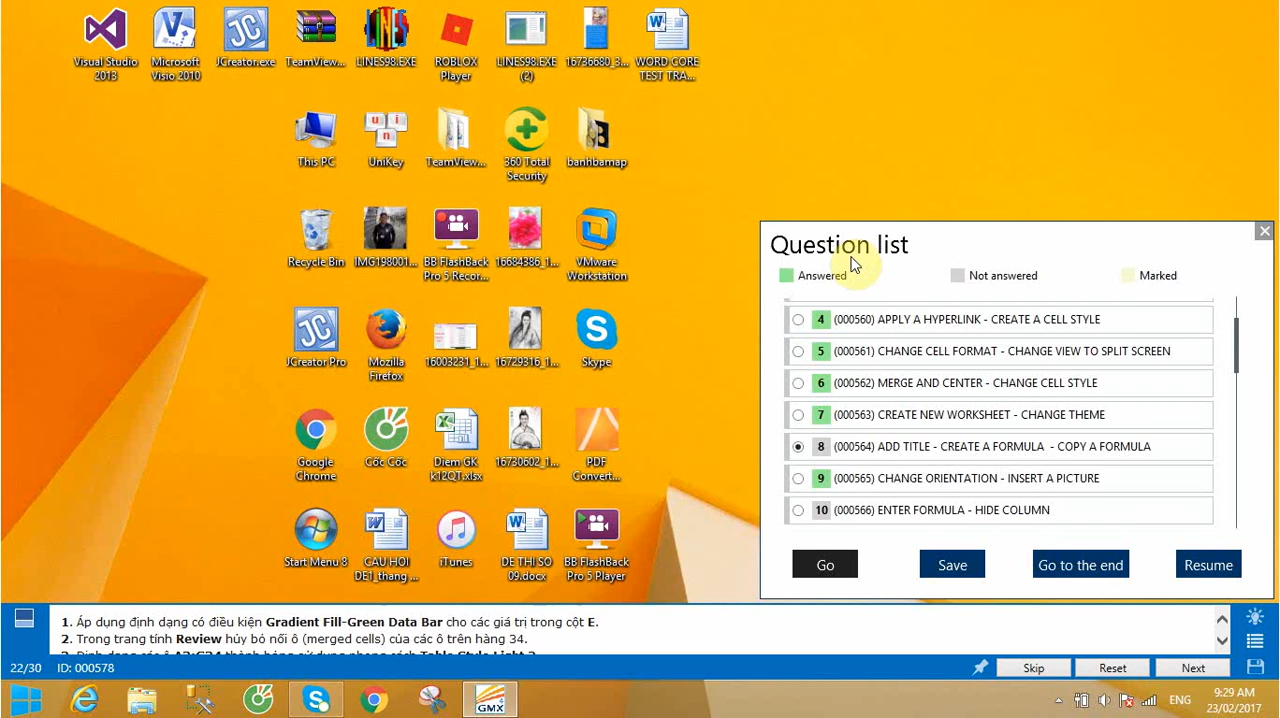 Visual Studio
2013
Microsoft
Visio 2010
JCreator.exe
TeamView...
LINES98.EXE
ROBLOX
Player
LINES98.EXE
(2)
16736680_3...
WORD CORE
TEST TRA...
This PC
UniKey
TeamView...
360 Total
Security
banhbamap
Recycle Bin
IMG198001...
BB FlashBack
Pro 5 Recor...
16684386_1...
VMware
Workstation
JCreator Pro
Mozilla
Firefox
16003231_1...
16729316_1...
Skype
Google
Chrome
Cốc Cốc
Diem GK
k12QT.xlsx
16730602_1...
PDF
Convert...
Start Menu 8
CAU HOI
DE1_thang ...
iTunes
DE THI SO
09.docx
BB FlashBack
Pro 5 Player
Question list
Answered
Not answered
Marked
4 (000560) APPLY A HYPERLINK - CREATE A CELL STYLE
5 (000561) CHANGE CELL FORMAT - CHANGE VIEW TO SPLIT SCREEN
6 (000562) MERGE AND CENTER - CHANGE CELL STYLE
7 (000563) CREATE NEW WORKSHEET - CHANGE THEME
8 (000564) ADD TITLE - CREATE A FORMULA - COPY A FORMULA
9 (000565) CHANGE ORIENTATION - INSERT A PICTURE
10 (000566) ENTER FORMULA - HIDE COLUMN
Go
Save
Go to the end
Resume
1. Áp dụng định dạng có điều kiện Gradient Fill-Green Data Bar cho các giá trị trong cột E.
2. Trong trang tính Review hủy bỏ nối ô (merged cells) của các ô trên hàng 34.
22/30 ID: 000578
Skip
Reset
Next
GMX
ENG
9:29 AM
23/02/2017